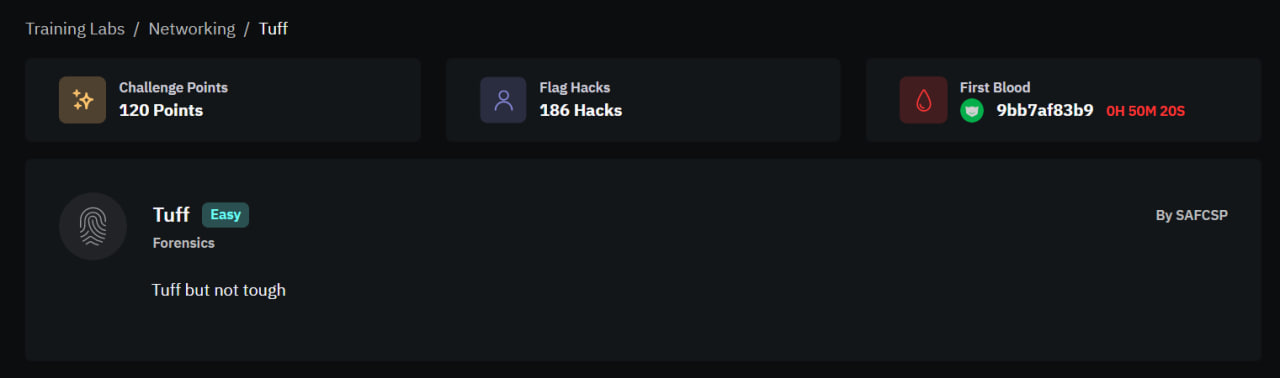 Training Labs / Networking / Tuff
Challenge Points
120 Points
Flag Hacks
186 Hacks
First Blood
9bb7af83b9 0H 50M 20S
Tuff Easy
By SAFCSP
Forensics
Tuff but not tough